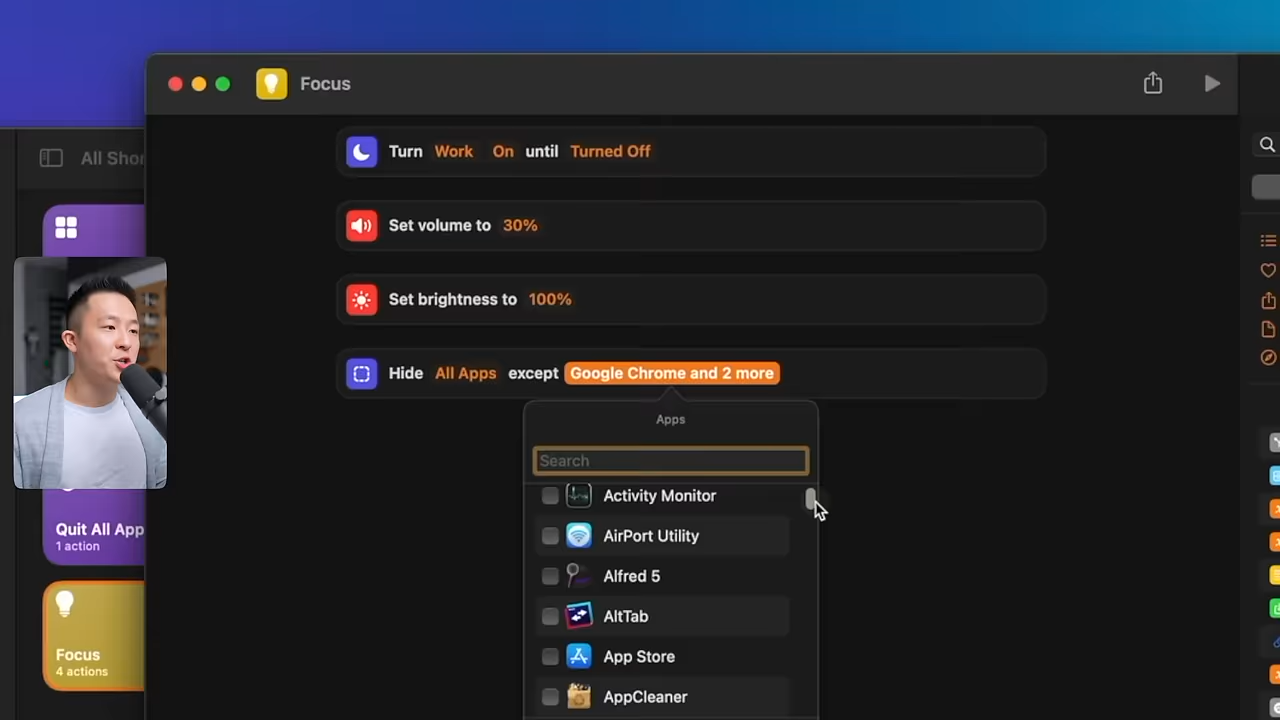 Focus
All Shor
Turn Work On until Turned Off
Set volume to 30%
Set brightness to 100%
Hide All Apps except Google Chrome and 2 more
Apps
Search
Activity Monitor
AirPort Utility
Alfred 5
AltTab
App Store
AppCleaner
Quit All App
1 action
Focus
4 actions